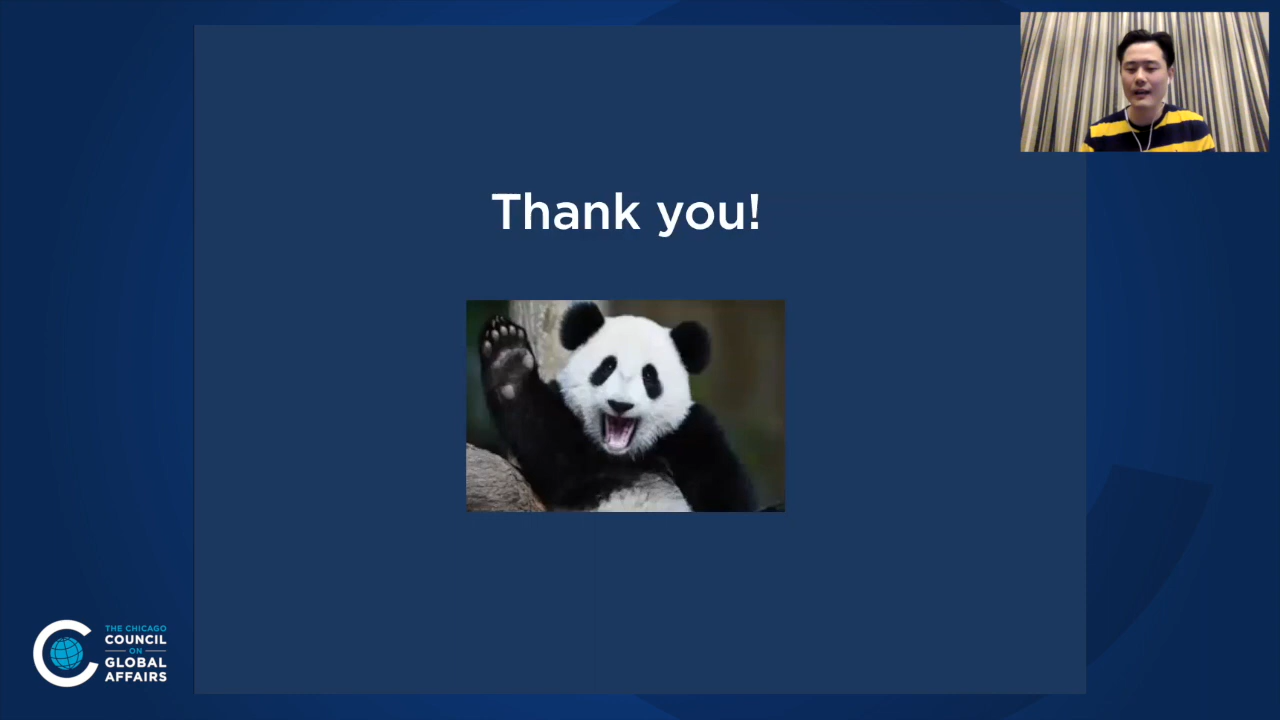 Thank you!
THE CHICAGO
COUNCIL
ON
GLOBAL
AFFAIRS